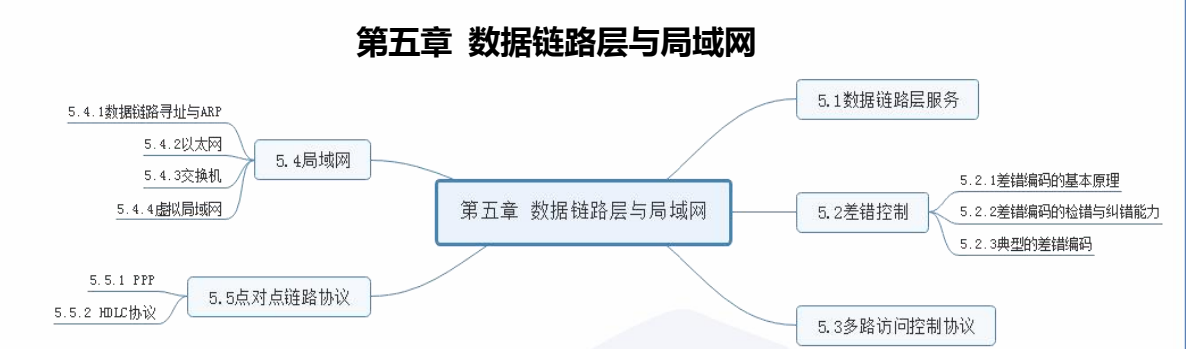 第五章 数据链路层与局域网
5.1数据链路层服务
5.4.1数据链路寻址与ARP
5.4.2以太网
5.4局域网
5.4.3交换机
5.4.4虚拟局域网
第五章 数据链路层与局域网
5.2差错控制
5.2.1差错编码的基本原理
5.2.2差错编码的检错与纠错能力
5.2.3典型的差错编码
5.5.1 PPP
5.5点对点链路协议
5.5.2 HDLC协议
5.3多路访问控制协议